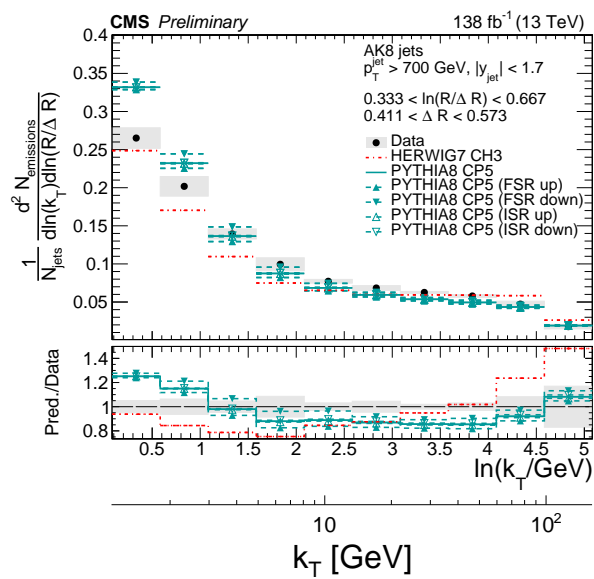 CMS Preliminary 138 fb⁻¹ (13 TeV)
AK8 jets
p_T^jet > 700 GeV, |y_jet| < 1.7
0.333 < ln(R/Δ R) < 0.667
0.411 < Δ R < 0.573
Data
HERWIG7 CH3
PYTHIA8 CP5
PYTHIA8 CP5 (FSR up)
PYTHIA8 CP5 (FSR down)
PYTHIA8 CP5 (ISR up)
PYTHIA8 CP5 (ISR down)
1/N_jets d² N_emissions / dln(k_T)dln(R/Δ R)
0.4
0.35
0.3
0.25
0.2
0.15
0.1
0.05
Pred./Data
1.4
1.2
1
0.8
0.5 1 1.5 2 2.5 3 3.5 4 4.5 5
ln(k_T/GeV)
10 10²
k_T [GeV]